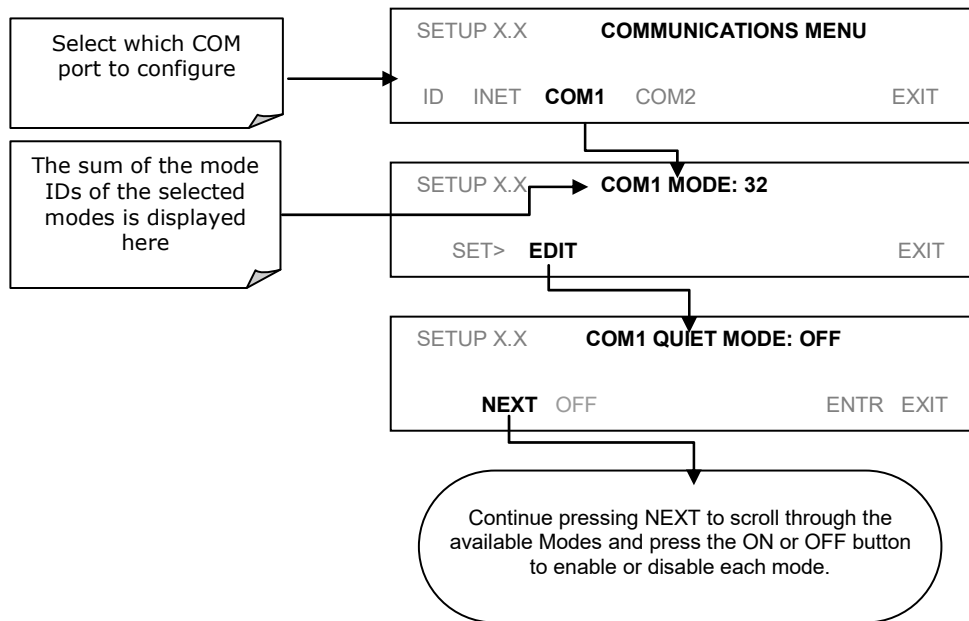 Select which COM
port to configure
SETUP X.X COMMUNICATIONS MENU
ID INET COM1 COM2 EXIT
The sum of the mode
IDs of the selected
modes is displayed
here
SETUP X.X COM1 MODE: 32
SET> EDIT EXIT
SETUP X.X COM1 QUIET MODE: OFF
NEXT OFF ENTR EXIT
Continue pressing NEXT to scroll through the
available Modes and press the ON or OFF button
to enable or disable each mode.